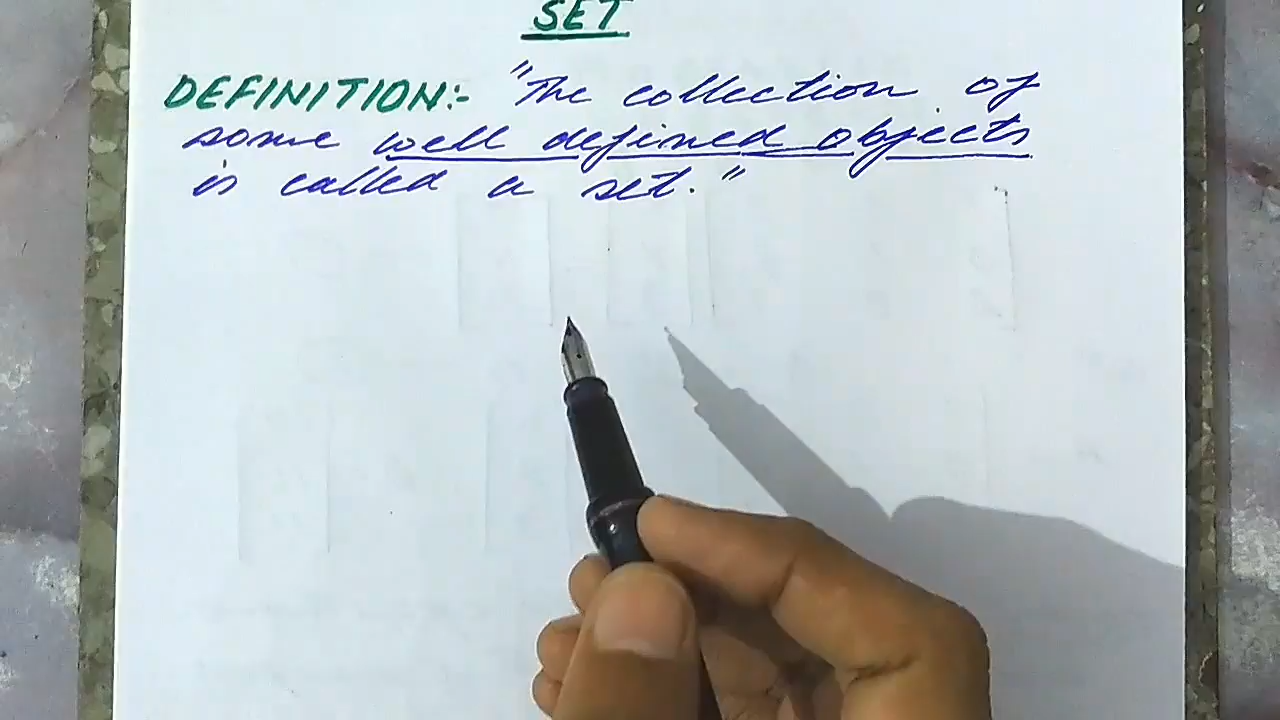 SET
DEFINITION:- "The collection of
some well defined objects
is called a set."